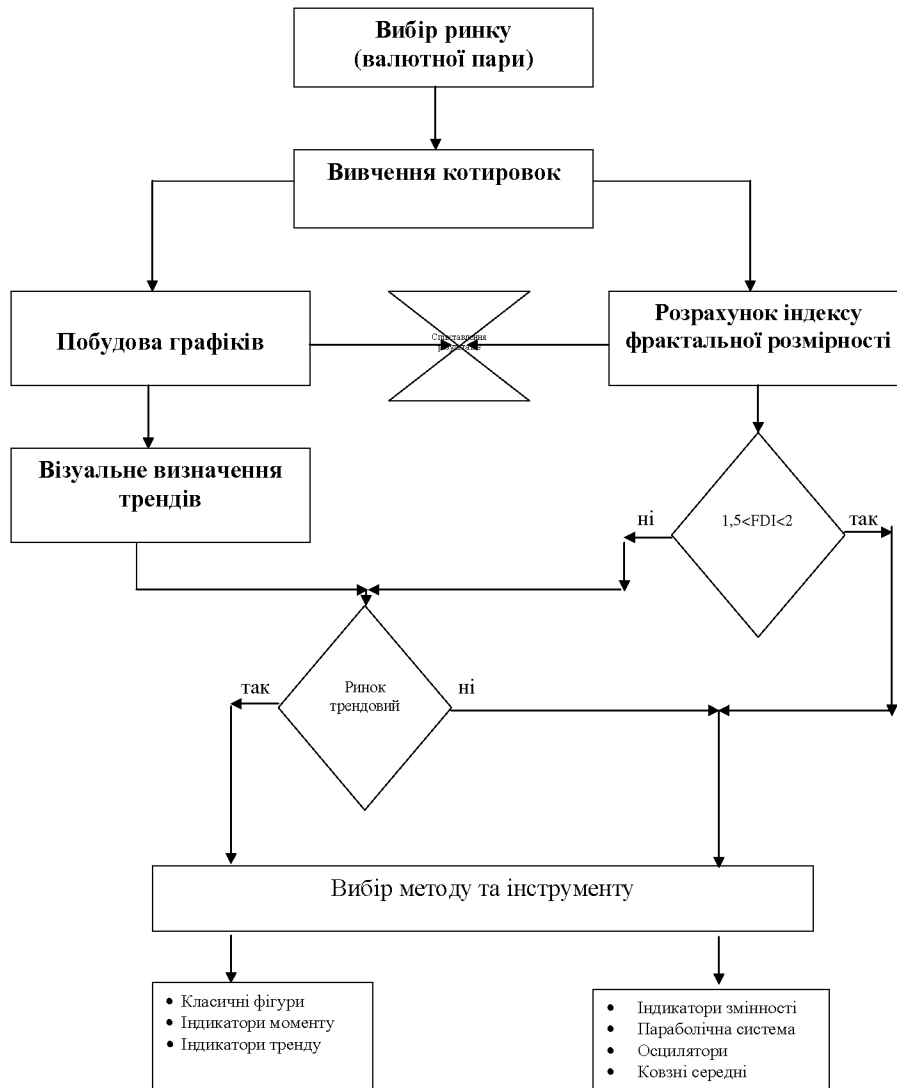 Вибір ринку
(валютної пари)
Вивчення котировок
Побудова графіків
Співставлення
результатів
Розрахунок індексу
фрактальної розмірності
Візуальне визначення
трендів
ні
1,5<FDI<2
так
так
Ринок
трендовий
ні
Вибір методу та інструменту
• Класичні фігури
• Індикатори моменту
• Індикатори тренду
• Індикатори змінності
• Параболічна система
• Осцилятори
• Ковзні середні